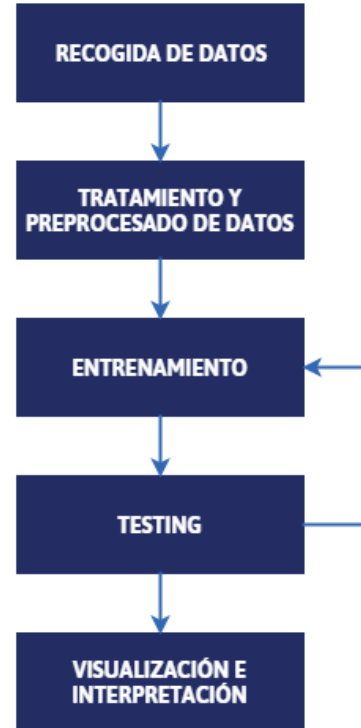 RECOGIDA DE DATOS
TRATAMIENTO Y
PREPROCESADO DE DATOS
ENTRENAMIENTO
TESTING
VISUALIZACIÓN E
INTERPRETACIÓN